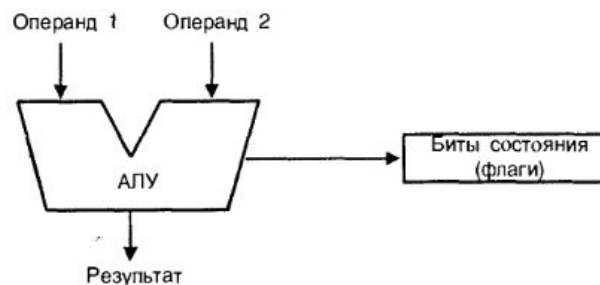 Операнд 1
Операнд 2
АЛУ
Биты состояния
(флаги)
Результат